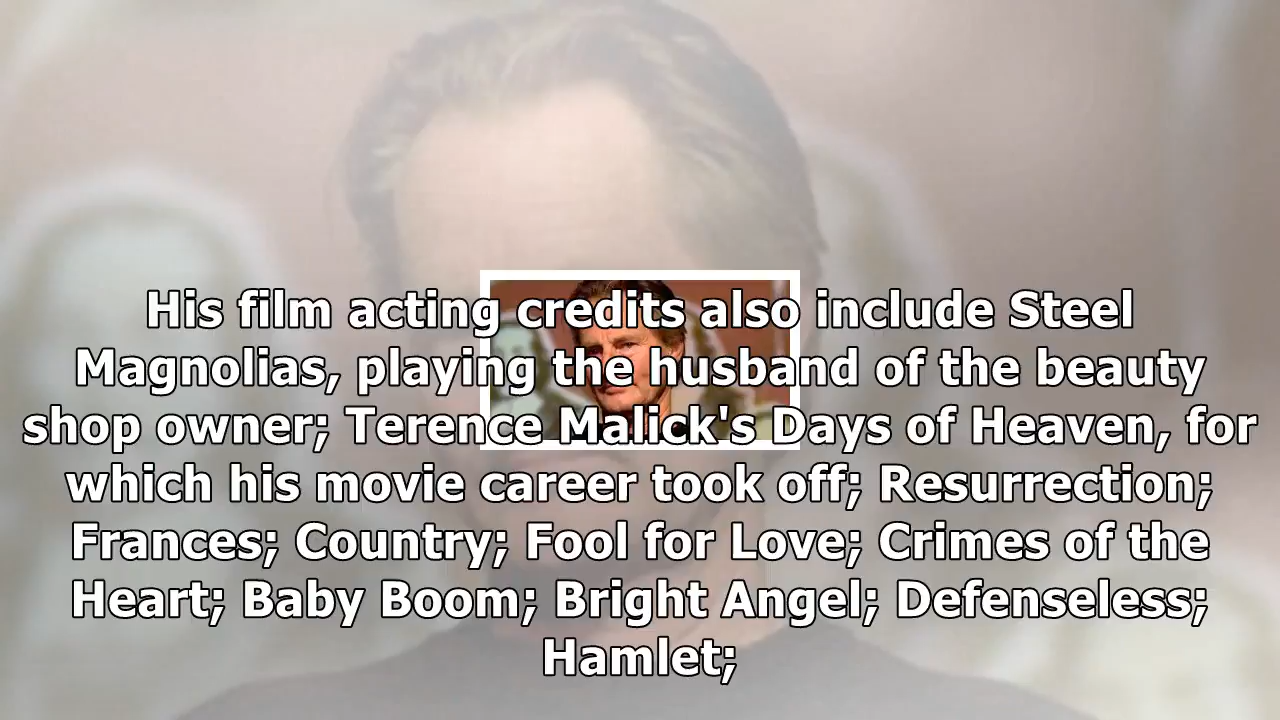 His film acting credits also include Steel
Magnolias, playing the husband of the beauty
shop owner; Terence Malick's Days of Heaven, for
which his movie career took off; Resurrection;
Frances; Country; Fool for Love; Crimes of the
Heart; Baby Boom; Bright Angel; Defenseless;
Hamlet;